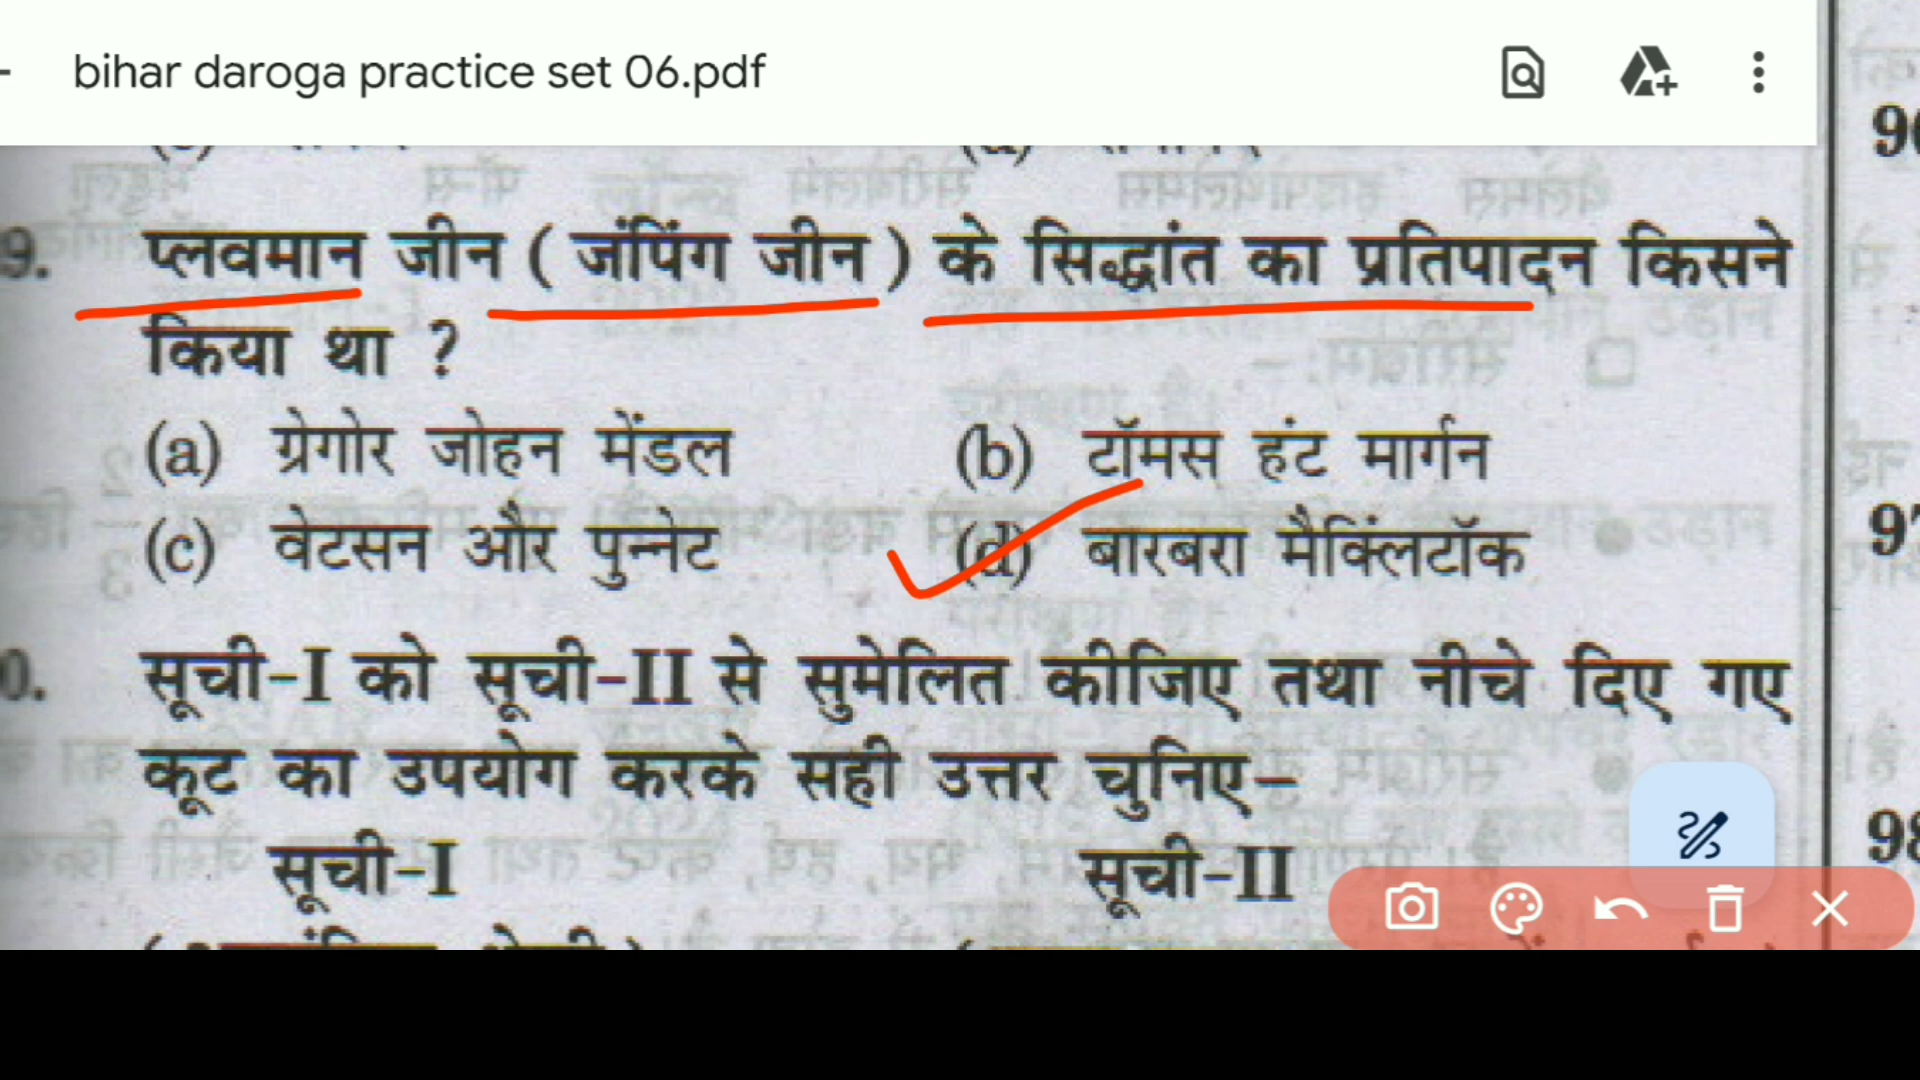 bihar daroga practice set 06.pdf
9. प्लवमान जीन ( जंपिंग जीन ) के सिद्धांत का प्रतिपादन किसने
किया था ?
(a) ग्रेगोर जोहन मेंडल (b) टॉमस हंट मार्गन
(c) वेटसन और पुन्नेट (d) बारबरा मैक्लिंटॉक
0. सूची-I को सूची-II से सुमेलित कीजिए तथा नीचे दिए गए
कूट का उपयोग करके सही उत्तर चुनिए–
सूची-I सूची-II
97
98